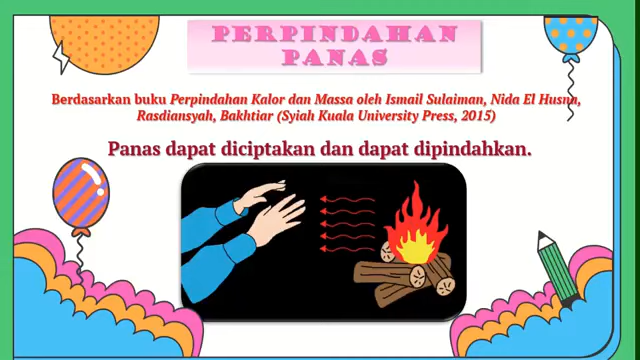 PERPINDAHAN
PANAS
Berdasarkan buku Perpindahan Kalor dan Massa oleh Ismail Sulaiman, Nida El Husna,
Rasdiansyah, Bakhtiar (Syiah Kuala University Press, 2015)
Panas dapat diciptakan dan dapat dipindahkan.